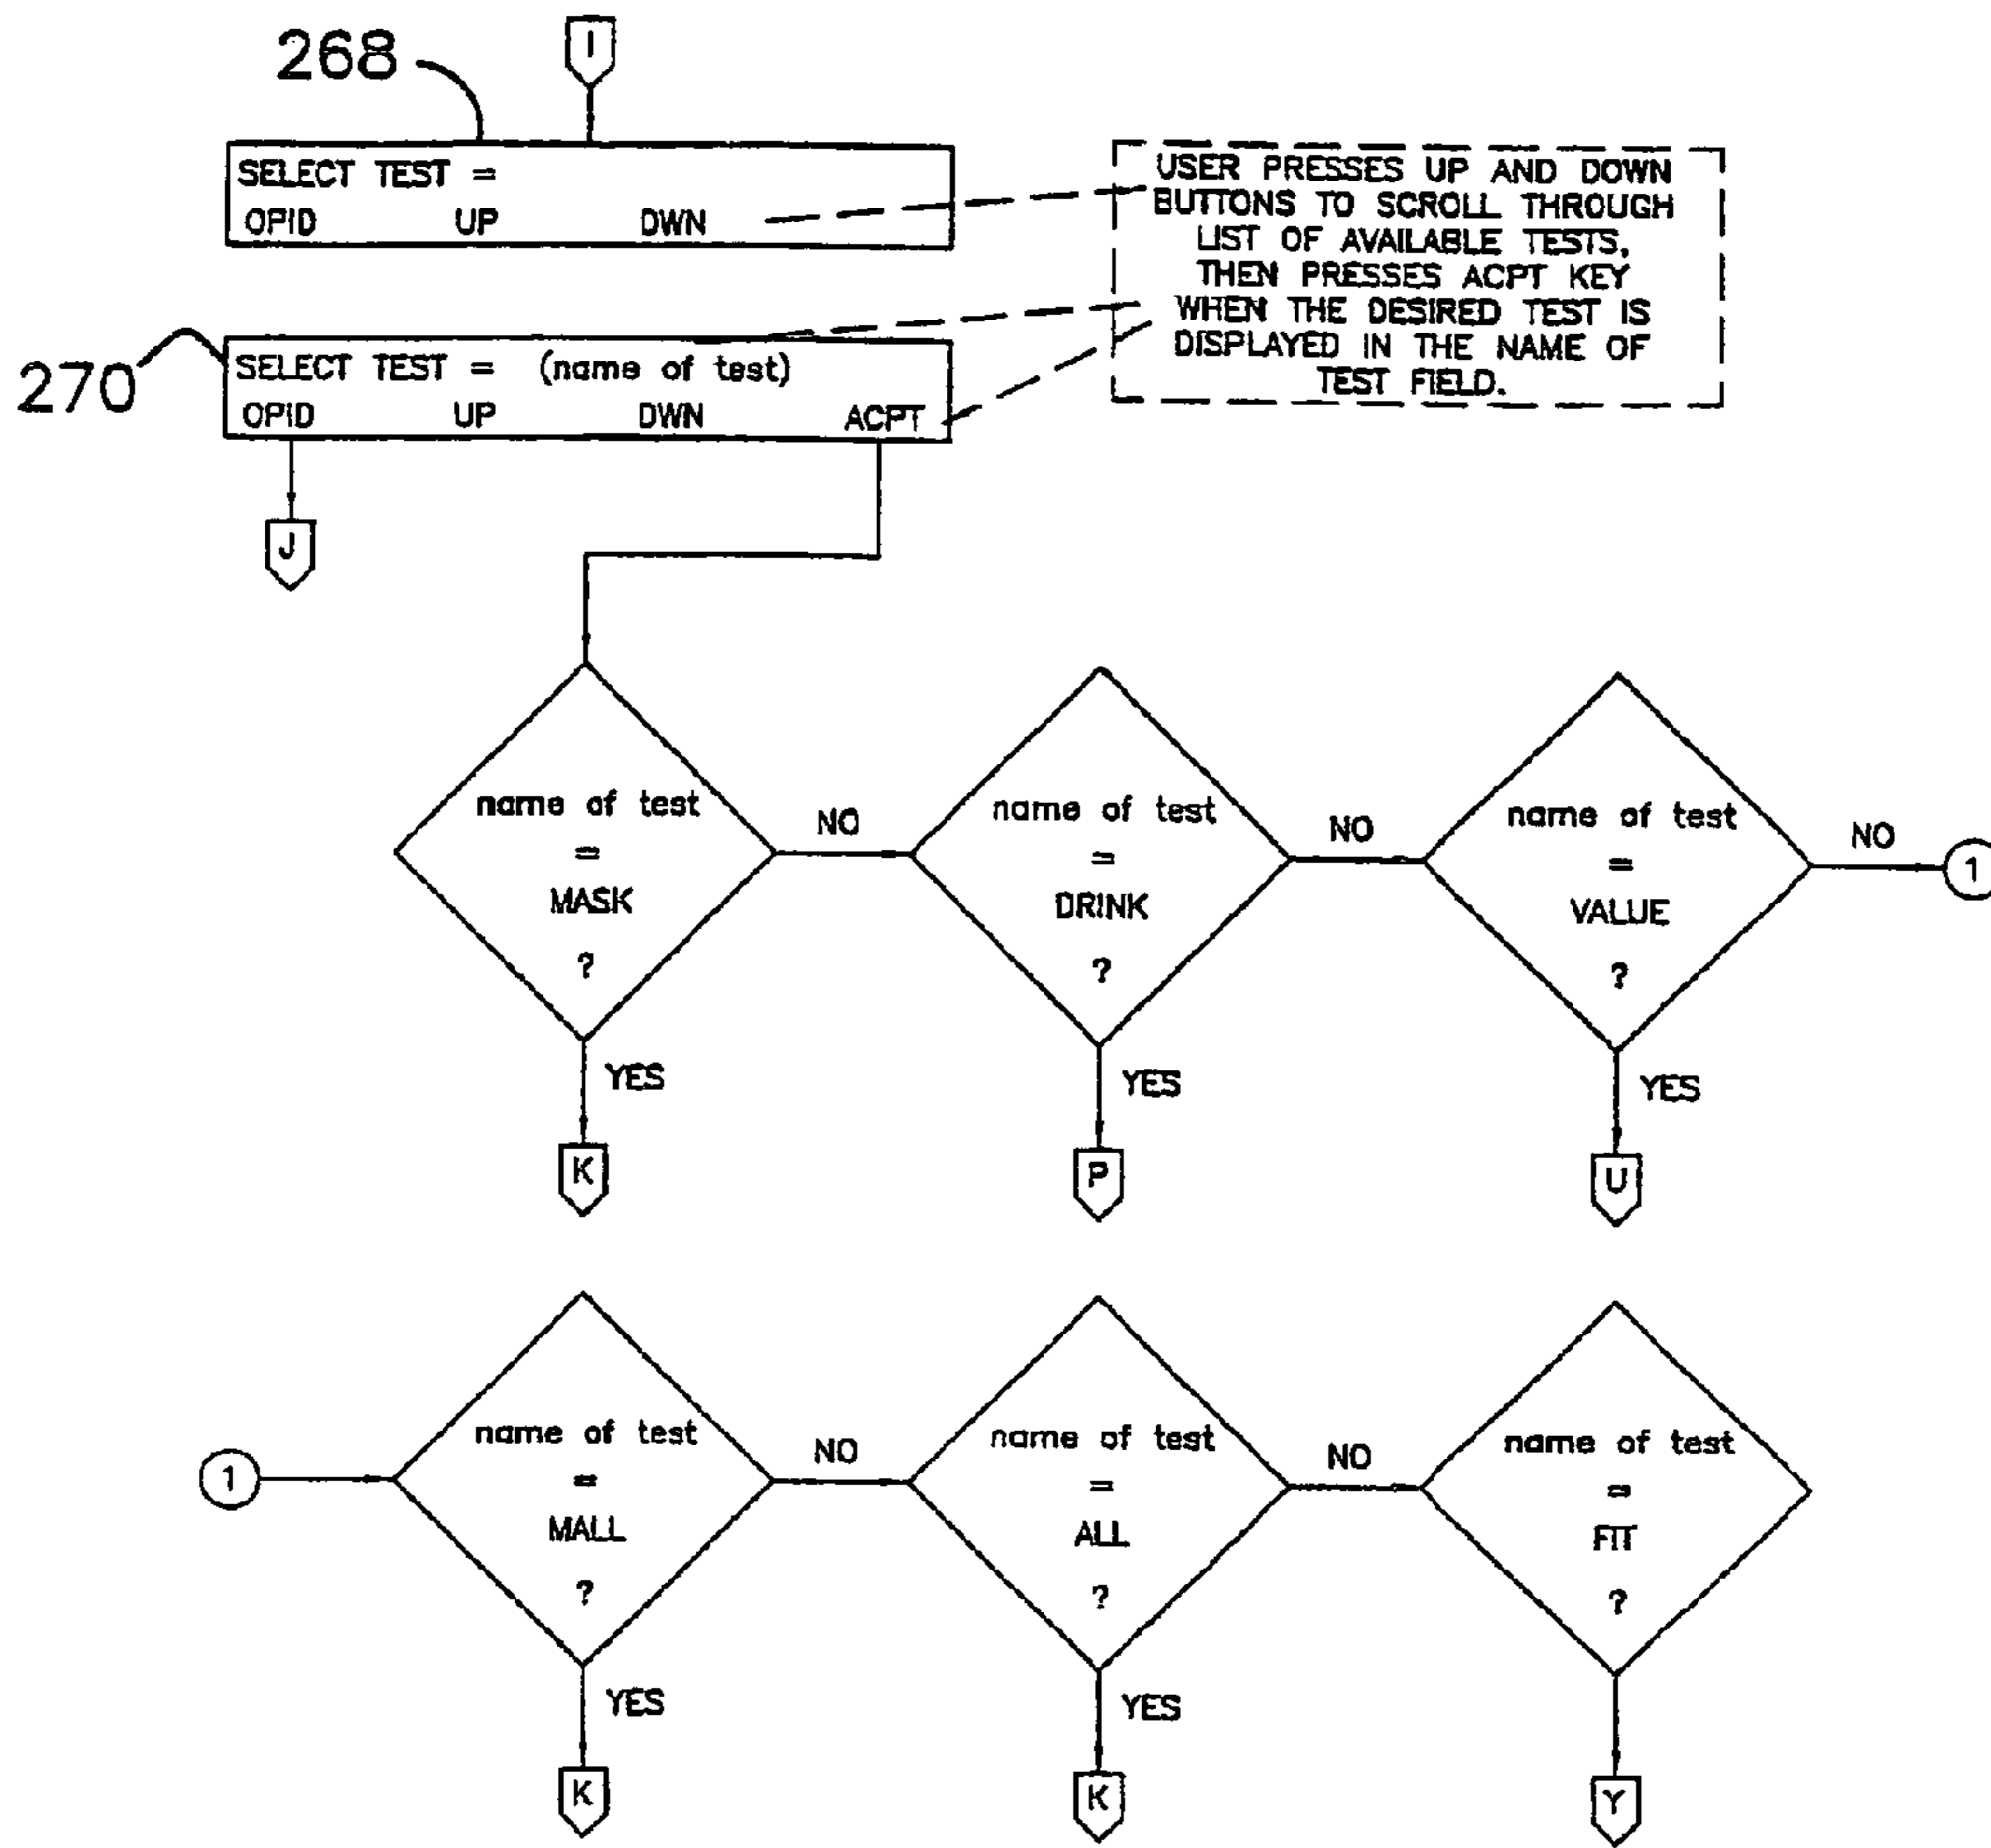 268
I
SELECT TEST =
OPID UP DWN
USER PRESSES UP AND DOWN
BUTTONS TO SCROLL THROUGH
LIST OF AVAILABLE TESTS,
THEN PRESSES ACPT KEY
WHEN THE DESIRED TEST IS
DISPLAYED IN THE NAME OF
TEST FIELD.
270
SELECT TEST = (name of test)
OPID UP DWN ACPT
J
name of test
=
MASK
?
NO
YES
K
name of test
=
DRINK
?
NO
YES
P
name of test
=
VALUE
?
NO
1
YES
U
1
name of test
=
MALL
?
NO
YES
K
name of test
=
ALL
?
NO
YES
K
name of test
=
FIT
?
Y